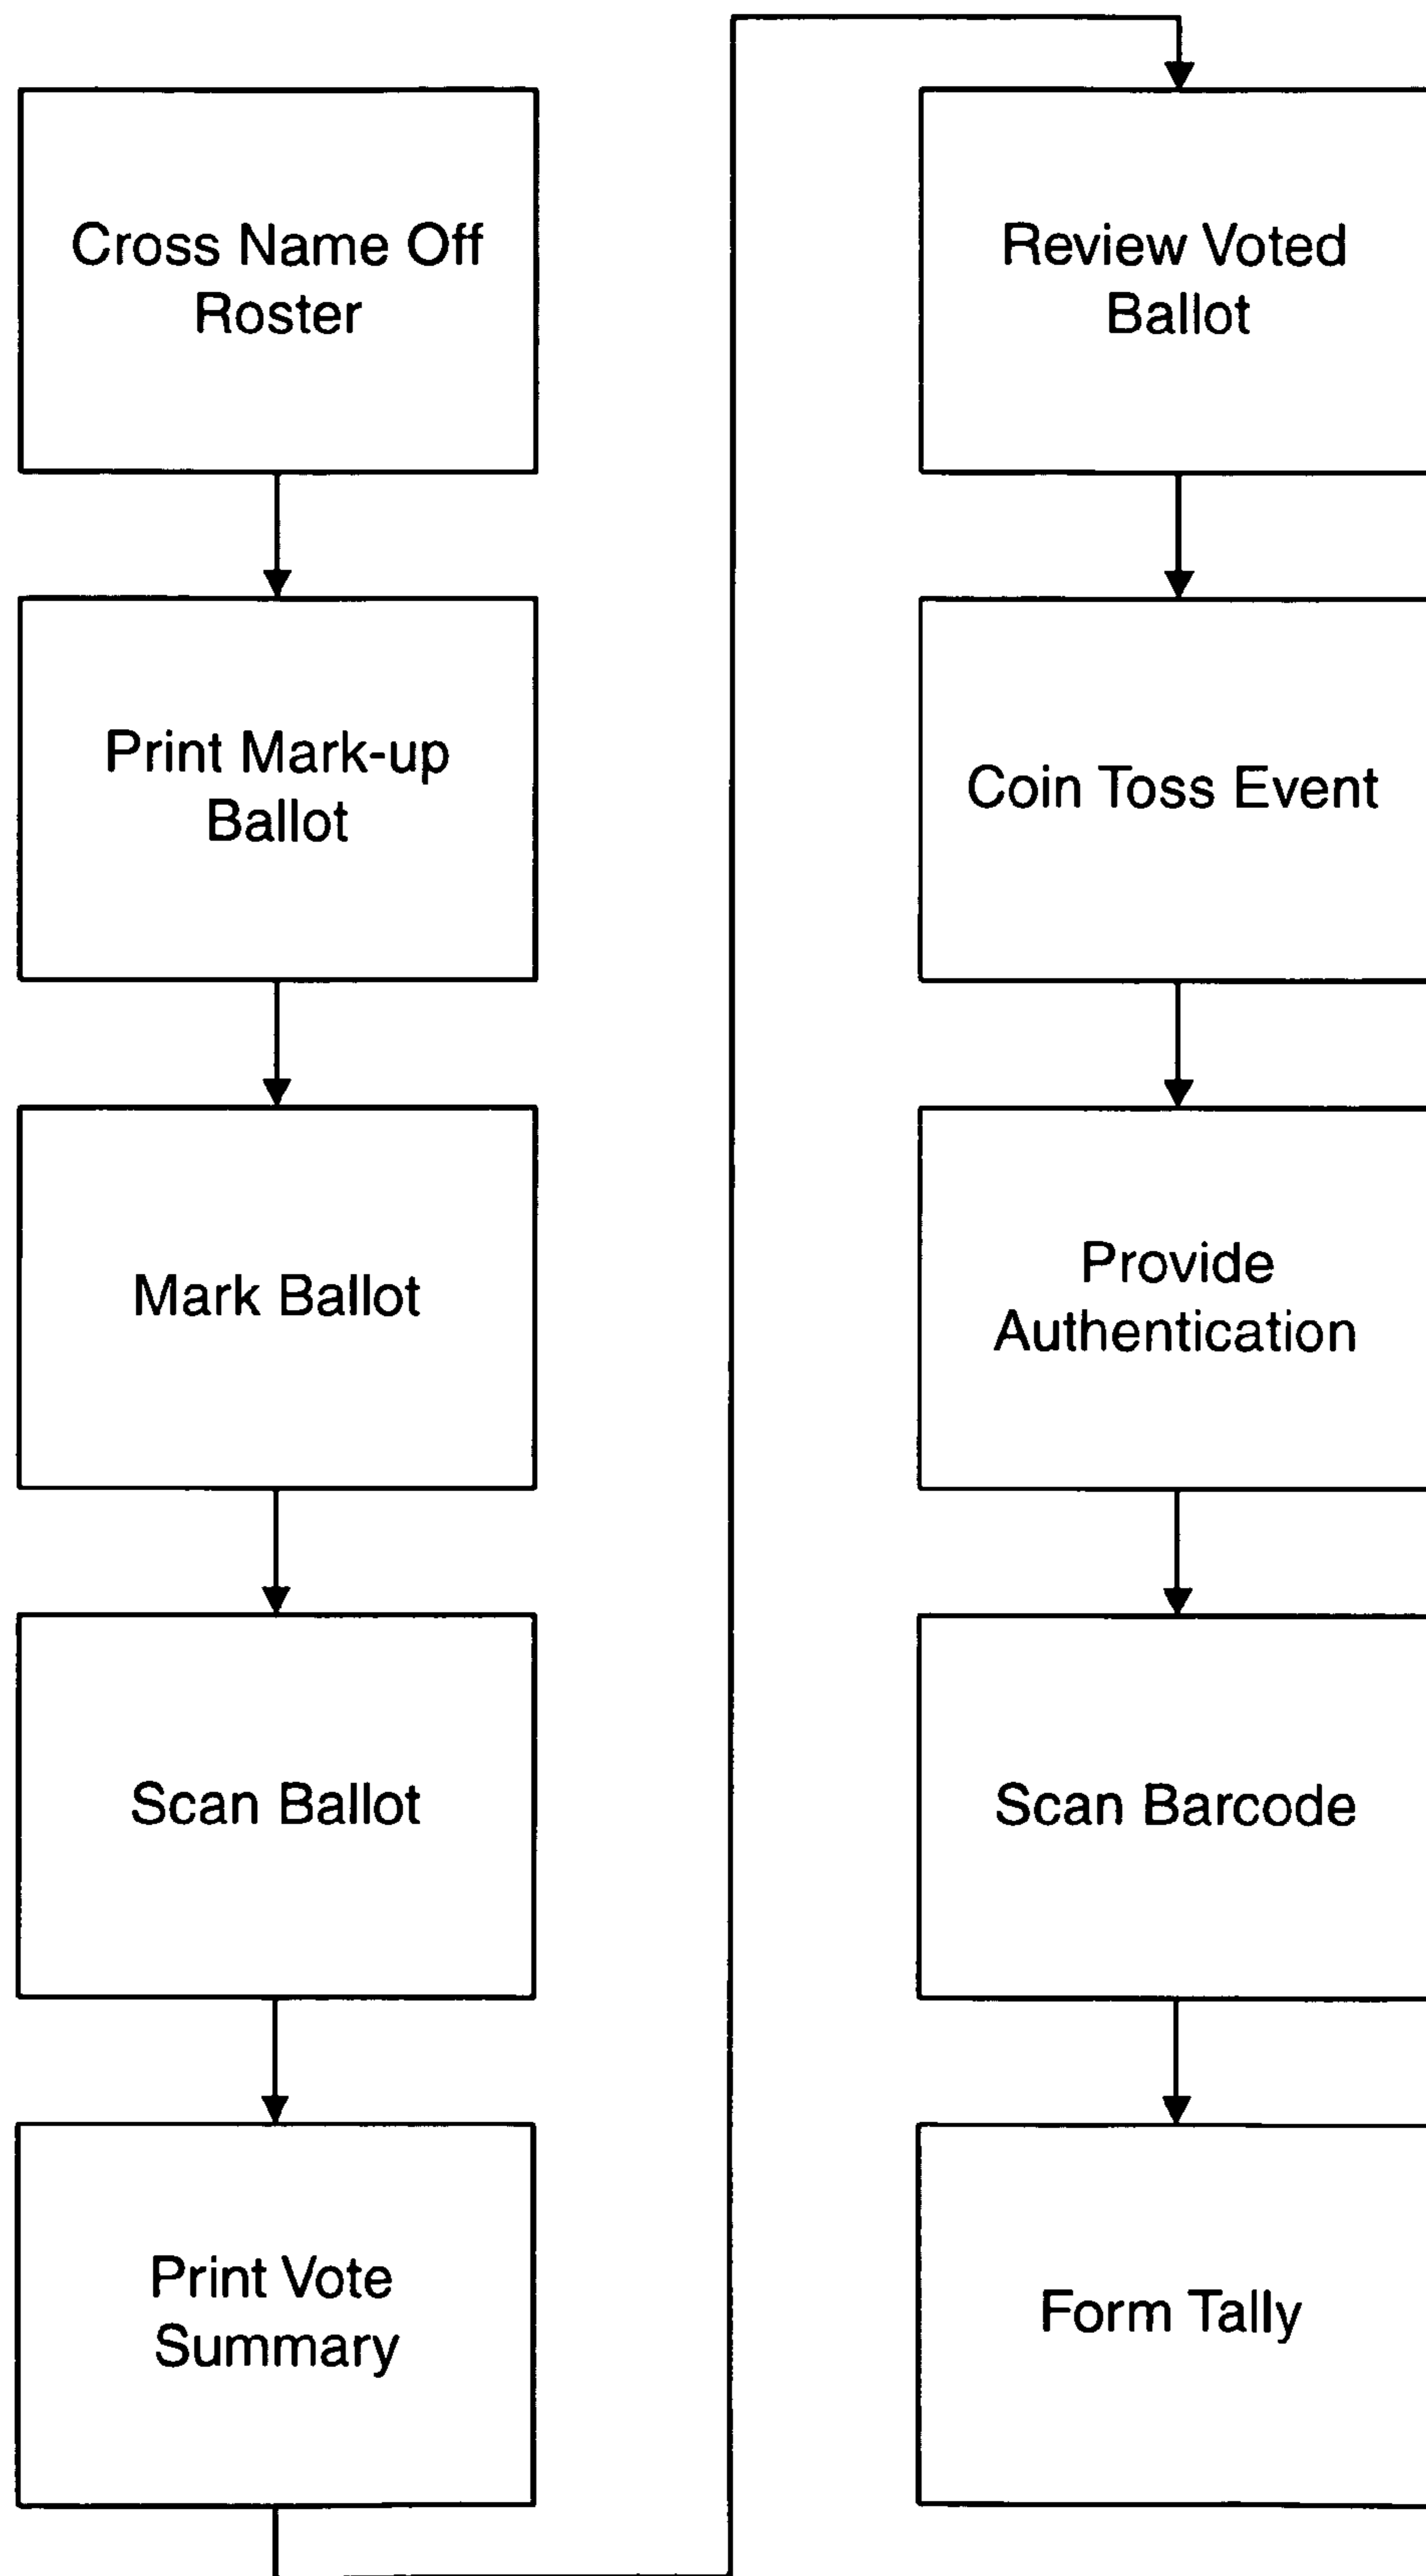 Cross Name Off
Roster
Print Mark-up
Ballot
Mark Ballot
Scan Ballot
Print Vote
Summary
Review Voted
Ballot
Coin Toss Event
Provide
Authentication
Scan Barcode
Form Tally